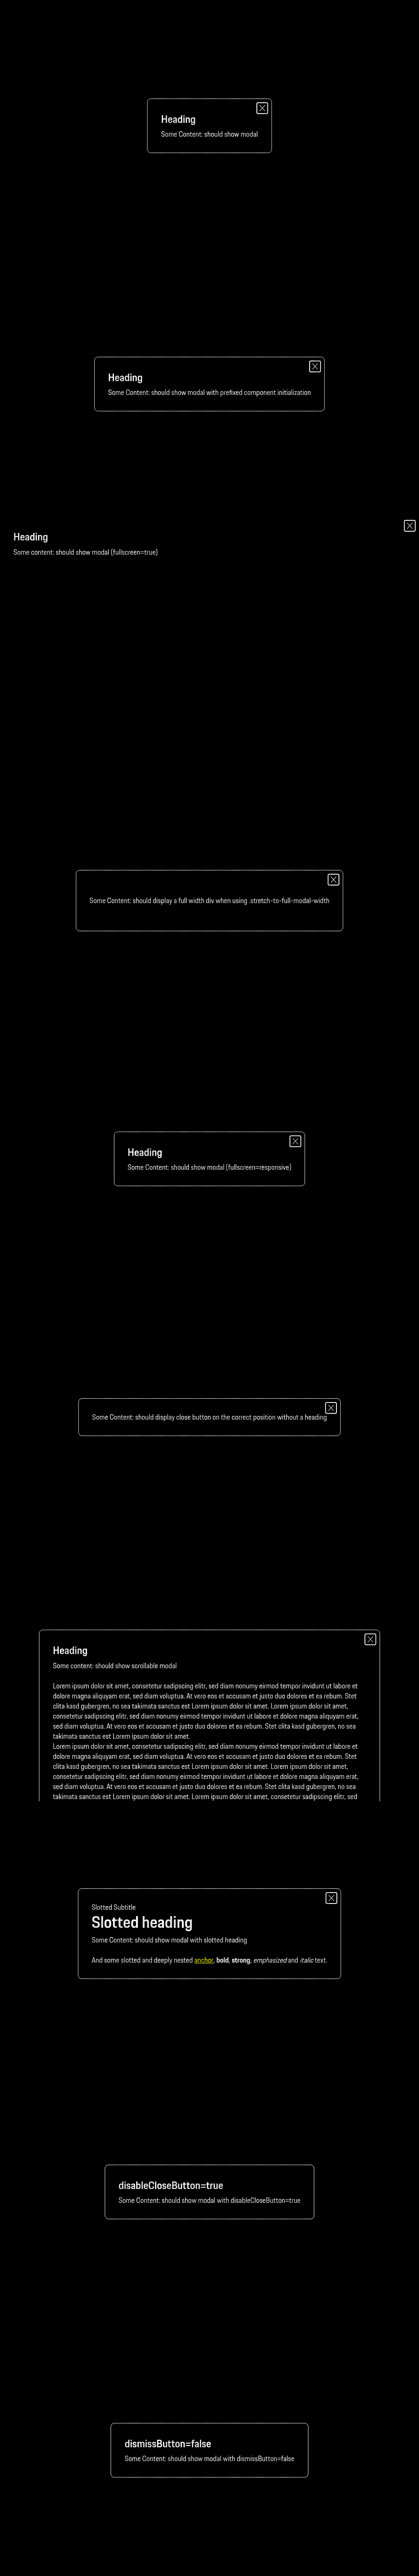 Heading
Some Content: should show modal
Heading
Some Content: should show modal with prefixed component initialization
Heading
Some content: should show modal (fullscreen=true)
Some Content: should display a full width div when using .stretch-to-full-modal-width
Heading
Some Content: should show modal (fullscreen=responsive)
Some Content: should display close button on the correct position without a heading
Heading
Some content: should show scrollable modal
Lorem ipsum dolor sit amet, consetetur sadipscing elitr, sed diam nonumy eirmod tempor invidunt ut labore et
dolore magna aliquyam erat, sed diam voluptua. At vero eos et accusam et justo duo dolores et ea rebum. Stet
clita kasd gubergren, no sea takimata sanctus est Lorem ipsum dolor sit amet. Lorem ipsum dolor sit amet,
consetetur sadipscing elitr, sed diam nonumy eirmod tempor invidunt ut labore et dolore magna aliquyam erat,
sed diam voluptua. At vero eos et accusam et justo duo dolores et ea rebum. Stet clita kasd gubergren, no sea
takimata sanctus est Lorem ipsum dolor sit amet.
Lorem ipsum dolor sit amet, consetetur sadipscing elitr, sed diam nonumy eirmod tempor invidunt ut labore et
dolore magna aliquyam erat, sed diam voluptua. At vero eos et accusam et justo duo dolores et ea rebum. Stet
clita kasd gubergren, no sea takimata sanctus est Lorem ipsum dolor sit amet. Lorem ipsum dolor sit amet,
consetetur sadipscing elitr, sed diam nonumy eirmod tempor invidunt ut labore et dolore magna aliquyam erat,
sed diam voluptua. At vero eos et accusam et justo duo dolores et ea rebum. Stet clita kasd gubergren, no sea
takimata sanctus est Lorem ipsum dolor sit amet. Lorem ipsum dolor sit amet, consetetur sadipscing elitr, sed
Slotted Subtitle
Slotted heading
Some Content: should show modal with slotted heading
And some slotted and deeply nested anchor, bold, strong, emphasized and italic text.
disableCloseButton=true
Some Content: should show modal with disableCloseButton=true
dismissButton=false
Some Content: should show modal with dismissButton=false